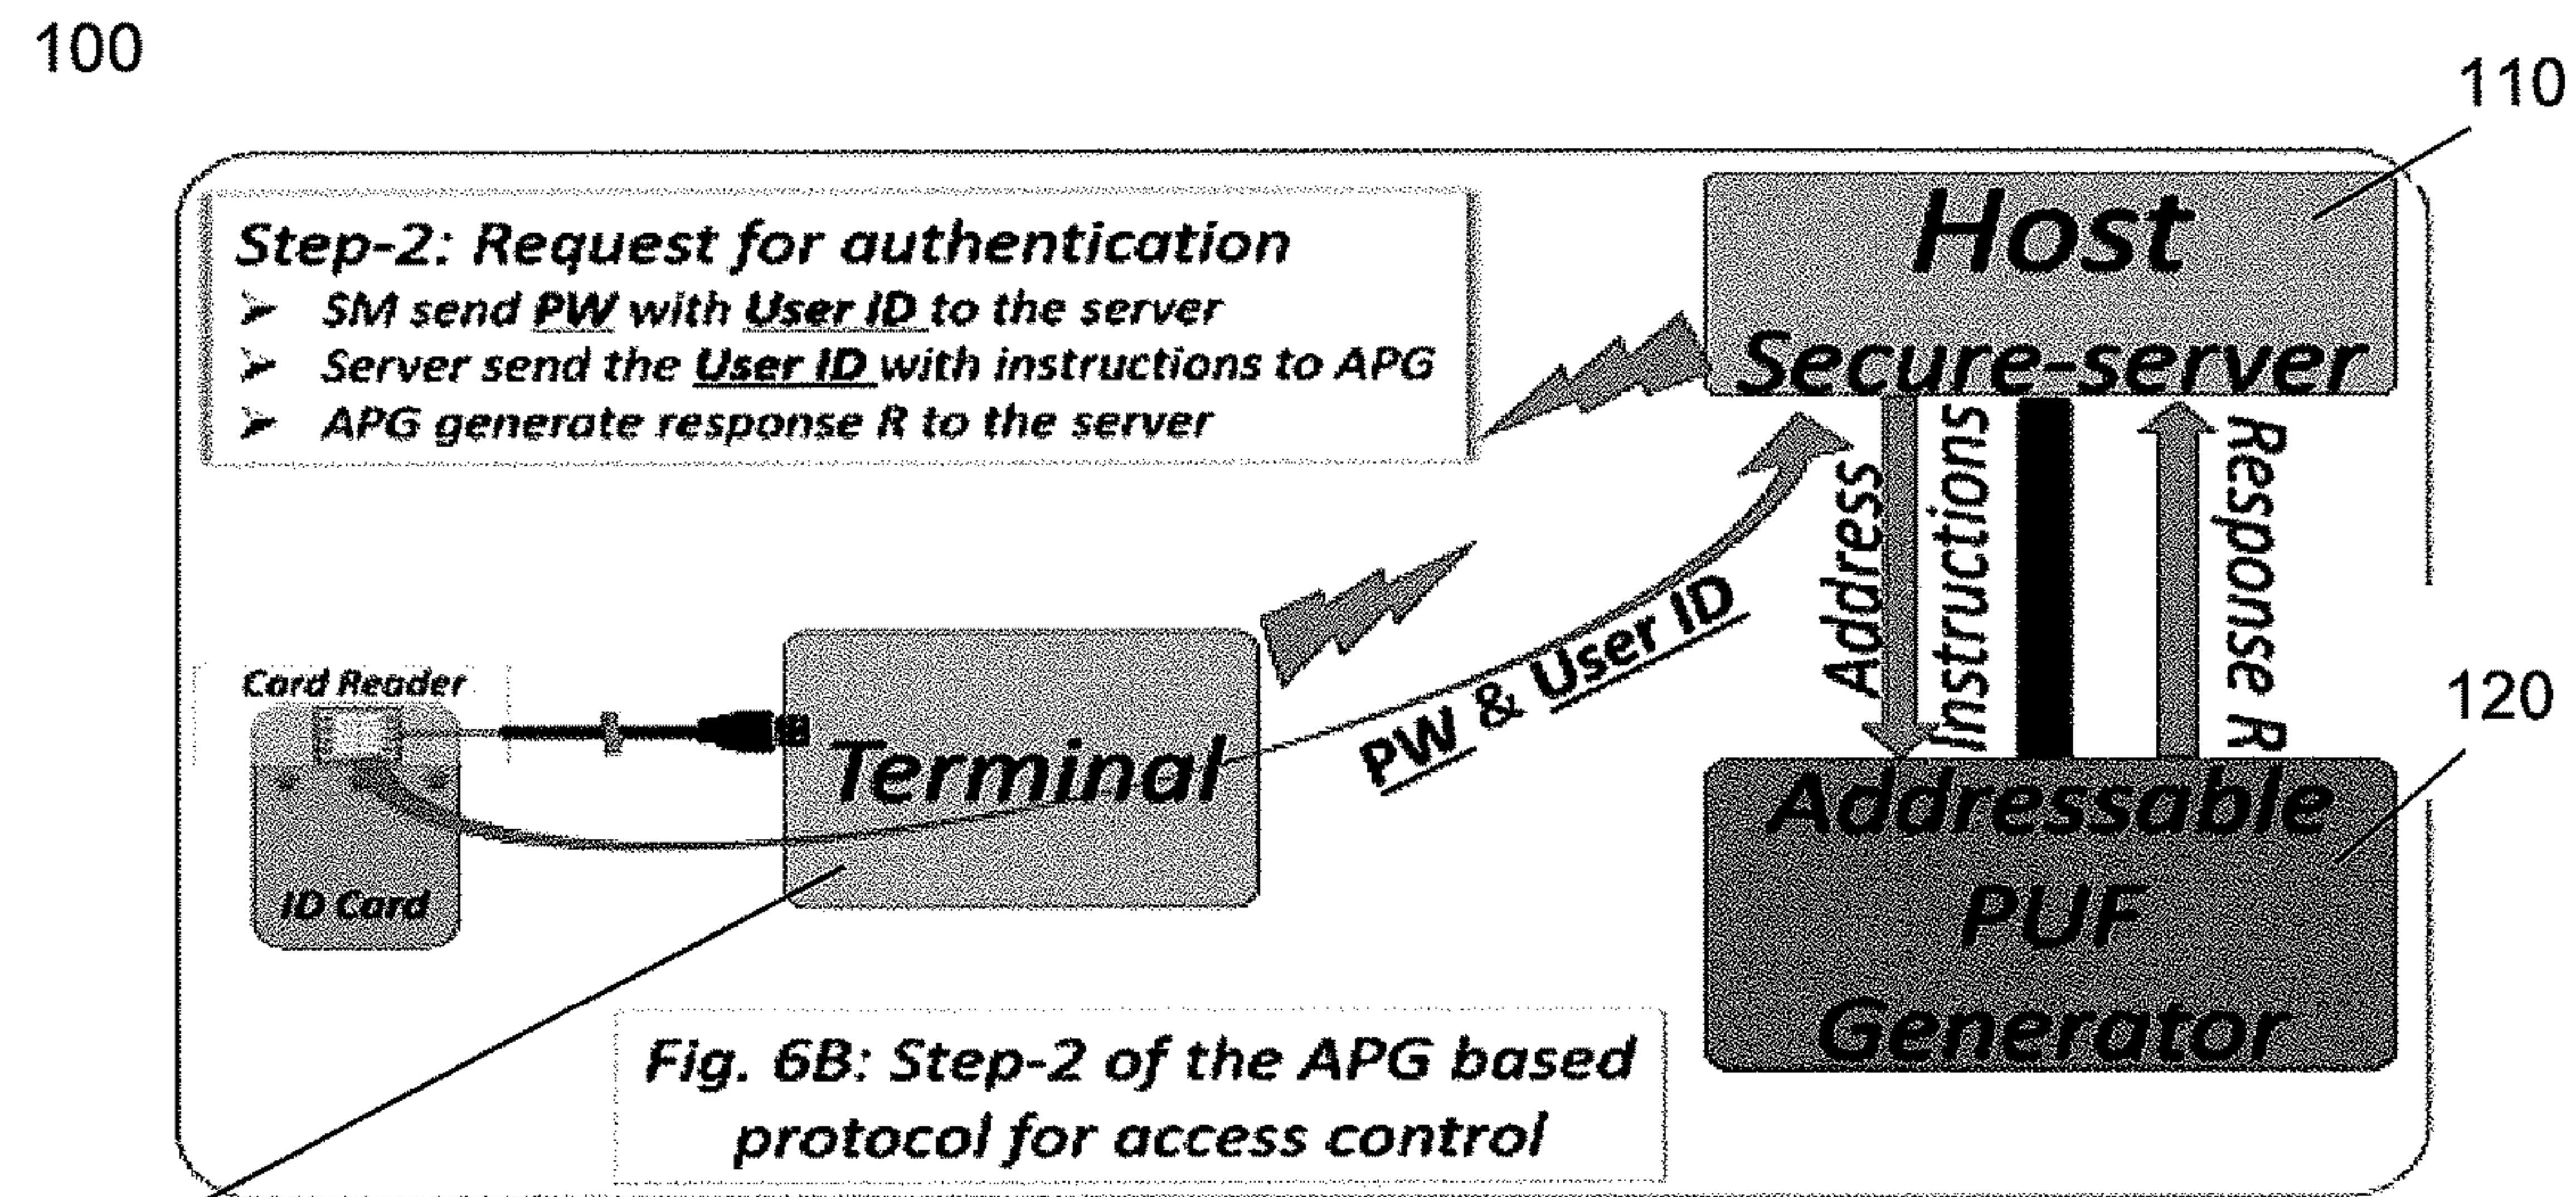 100
110
Step-2: Request for authentication
➢ SM send PW with User ID to the server
➢ Server send the User ID with instructions to APG
➢ APG generate response R to the server
Host
Secure-server
Address
Instructions
Response R
PW & User ID
Card Reader
ID Card
Terminal
120
Addressable
PUF
Generator
Fig. 6B: Step-2 of the APG based
protocol for access control